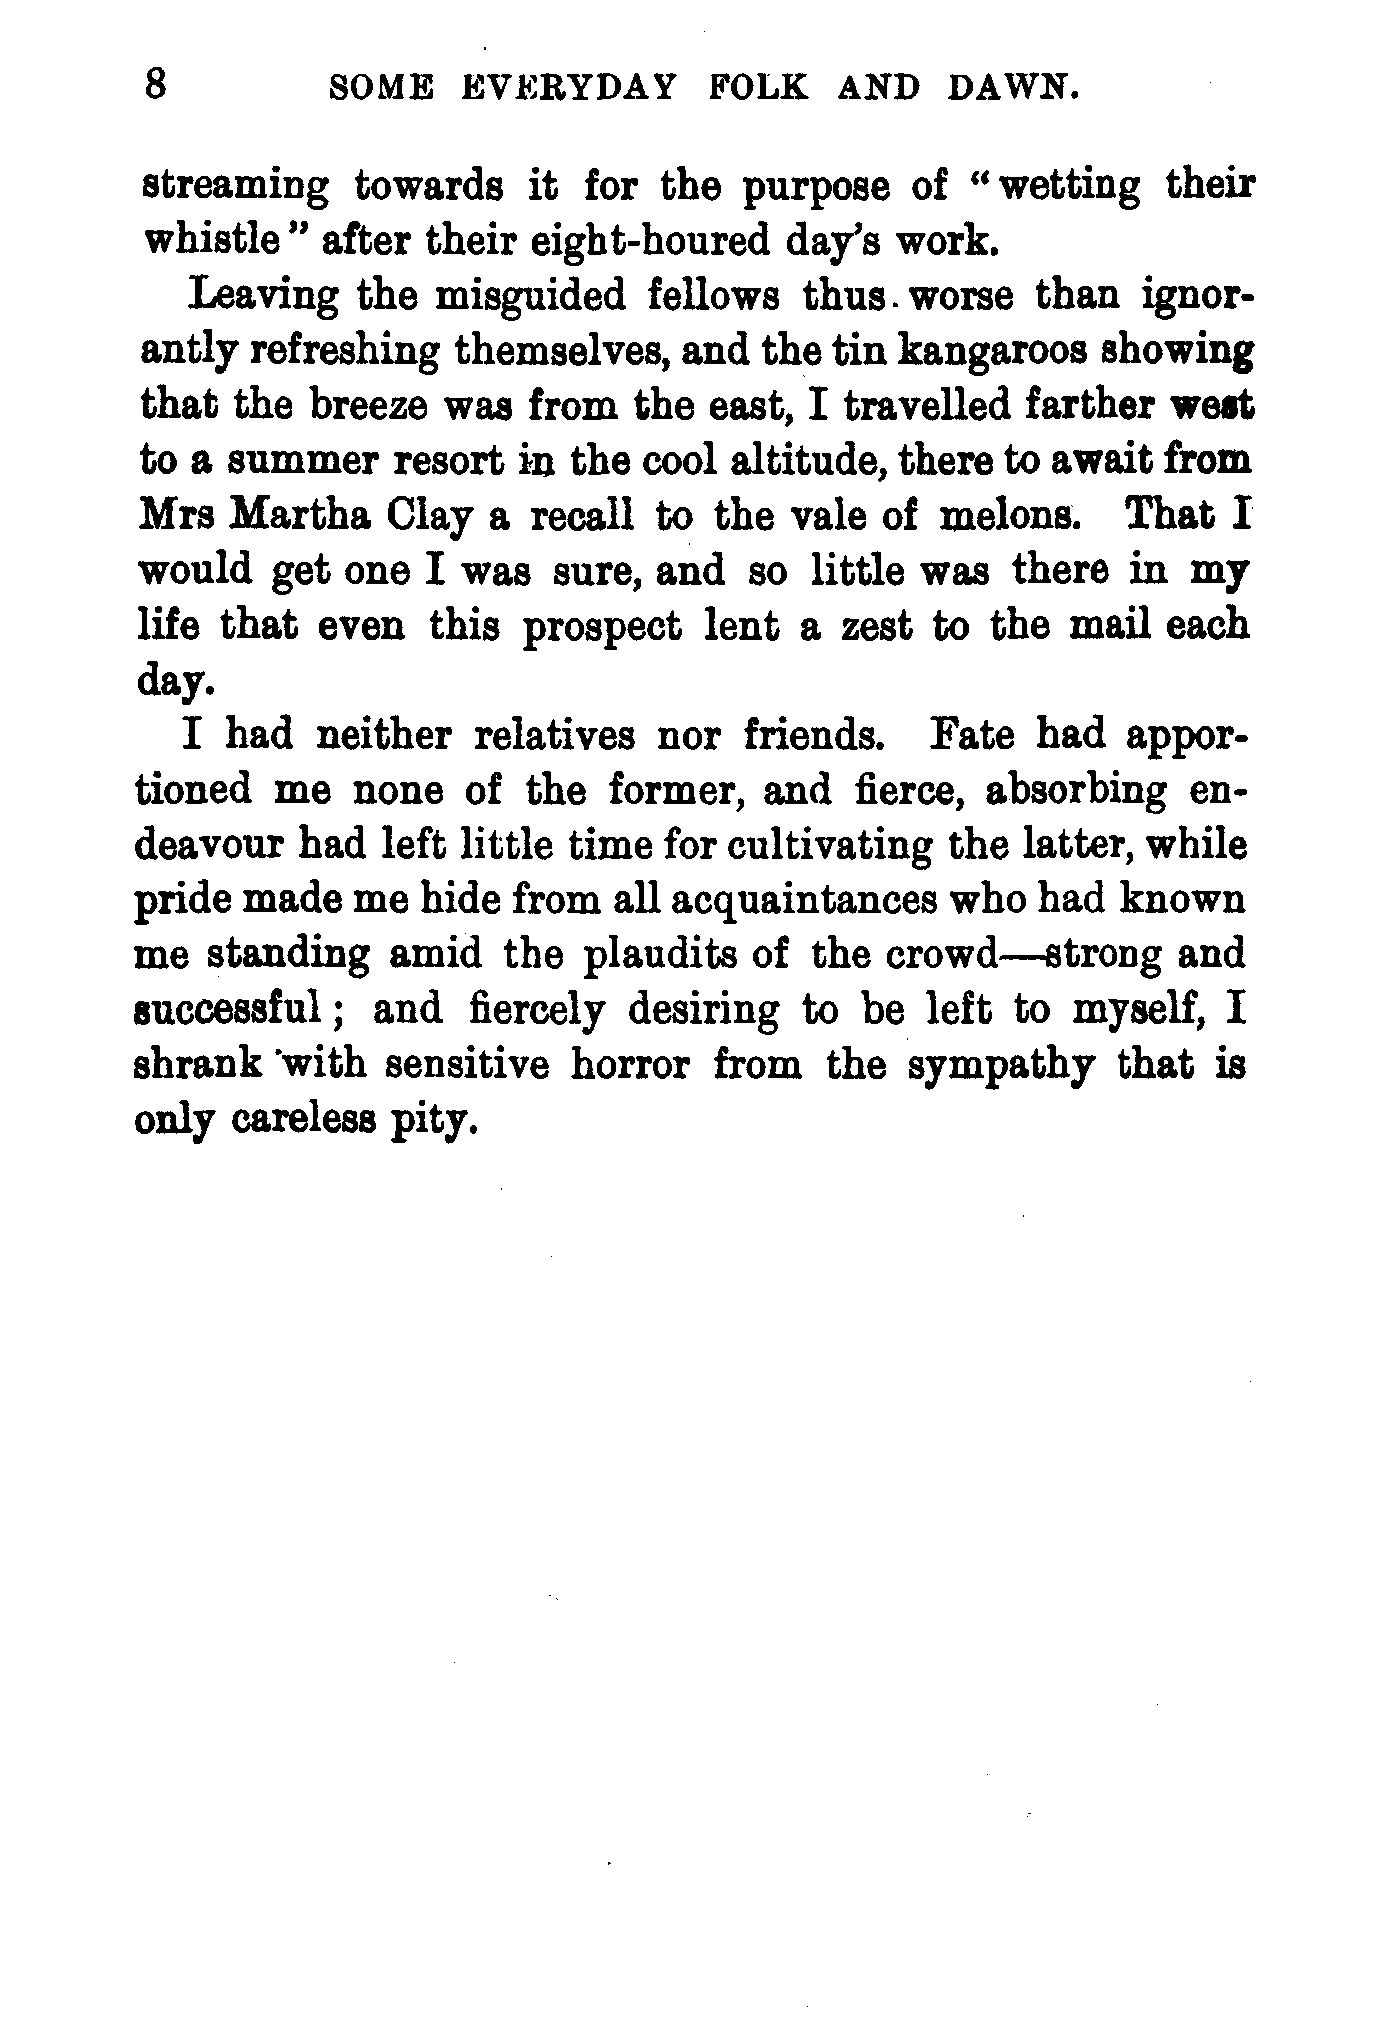 8 SOME EVERYDAY FOLK AND DAWN.
streaming towards it for the purpose of "wetting their
whistle" after their eight-houred day's work.
Leaving the misguided fellows thus worse than ignor-
antly refreshing themselves, and the tin kangaroos showing
that the breeze was from the east, I travelled farther west
to a summer resort in the cool altitude, there to await from
Mrs Martha Clay a recall to the vale of melons. That I
would get one I was sure, and so little was there in my
life that even this prospect lent a zest to the mail each
day.
I had neither relatives nor friends. Fate had appor-
tioned me none of the former, and fierce, absorbing en-
deavour had left little time for cultivating the latter, while
pride made me hide from all acquaintances who had known
me standing amid the plaudits of the crowd—strong and
successful; and fiercely desiring to be left to myself, I
shrank with sensitive horror from the sympathy that is
only careless pity.